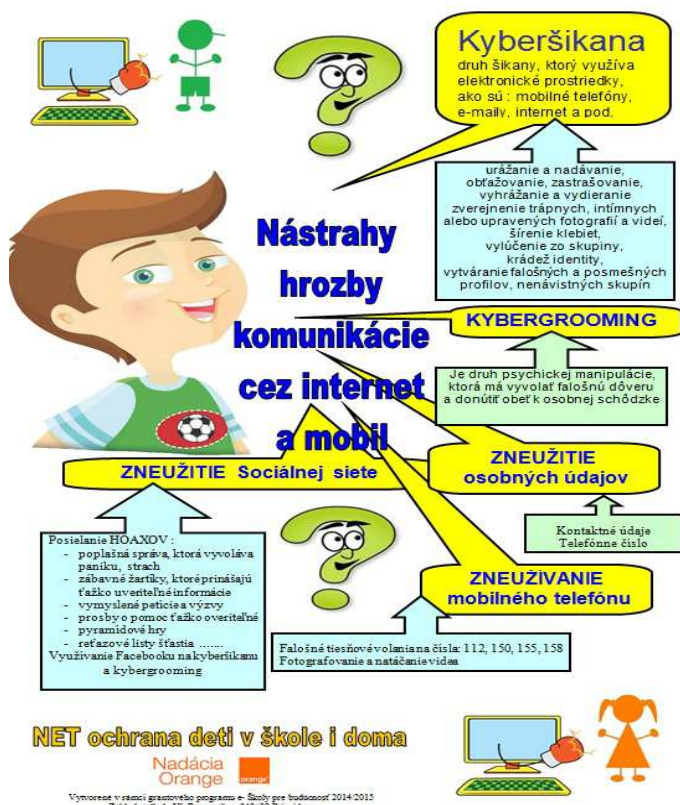 Kyberšikana
druh šikany, ktorý využíva
elektronické prostriedky,
ako sú : mobilné telefóny,
e-maily, internet a pod.
urážanie a nadávanie,
obťažovanie, zastrašovanie,
vyhrážanie a vydieranie
zverejnenie trápnych, intímnych
alebo upravených fotografií a videí,
šírenie klebiet,
vylúčenie zo skupiny,
krádež identity,
vytváranie falošných a posmešných
profilov, nenávistných skupín
Nástrahy
hrozby
komunikácie
cez internet
a mobil
KYBERGROOMING
Je druh psychickej manipulácie,
ktorá má vyvolať falošnú dôveru
a donútiť obeť k osobnej schôdzke
ZNEUŽITIE Sociálnej siete
ZNEUŽITIE
osobných údajov
Kontaktné údaje
Telefónne číslo
Posielanie HOAXOV :
- poplašná správa, ktorá vyvoláva
paniku, strach
- zábavné žartíky, ktoré prinášajú
ťažko uveriteľné informácie
- vymyslené petície a výzvy
- prosby o pomoc ťažko overiteľné
- pyramídové hry
- reťazové listy šťastia .......
Využívanie Facebooku na kyberšikanu
a kybergrooming
ZNEUŽÍVANIE
mobilného telefónu
Falošné tiesňové volania na čísla: 112, 150, 155, 158
Fotografovanie a natáčanie videa
NET ochrana deti v škole i doma
Nadácia
Orange
orange
Vytvorené v rámci grantového programu e- Školy pre budúcnosť 2014/2015